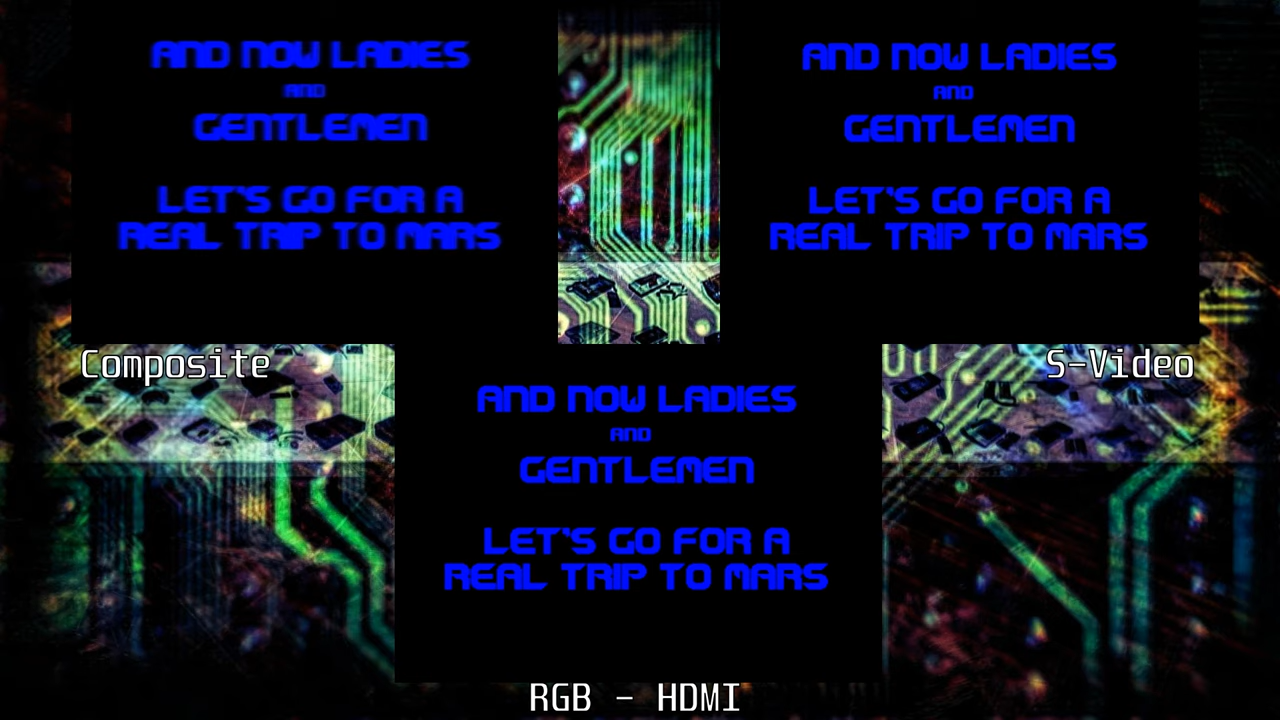 AND NOW LADIES
AND
GENTLEMEN
LET'S GO FOR A
REAL TRIP TO MARS
Composite
AND NOW LADIES
AND
GENTLEMEN
LET'S GO FOR A
REAL TRIP TO MARS
S-Video
AND NOW LADIES
AND
GENTLEMEN
LET'S GO FOR A
REAL TRIP TO MARS
RGB - HDMI